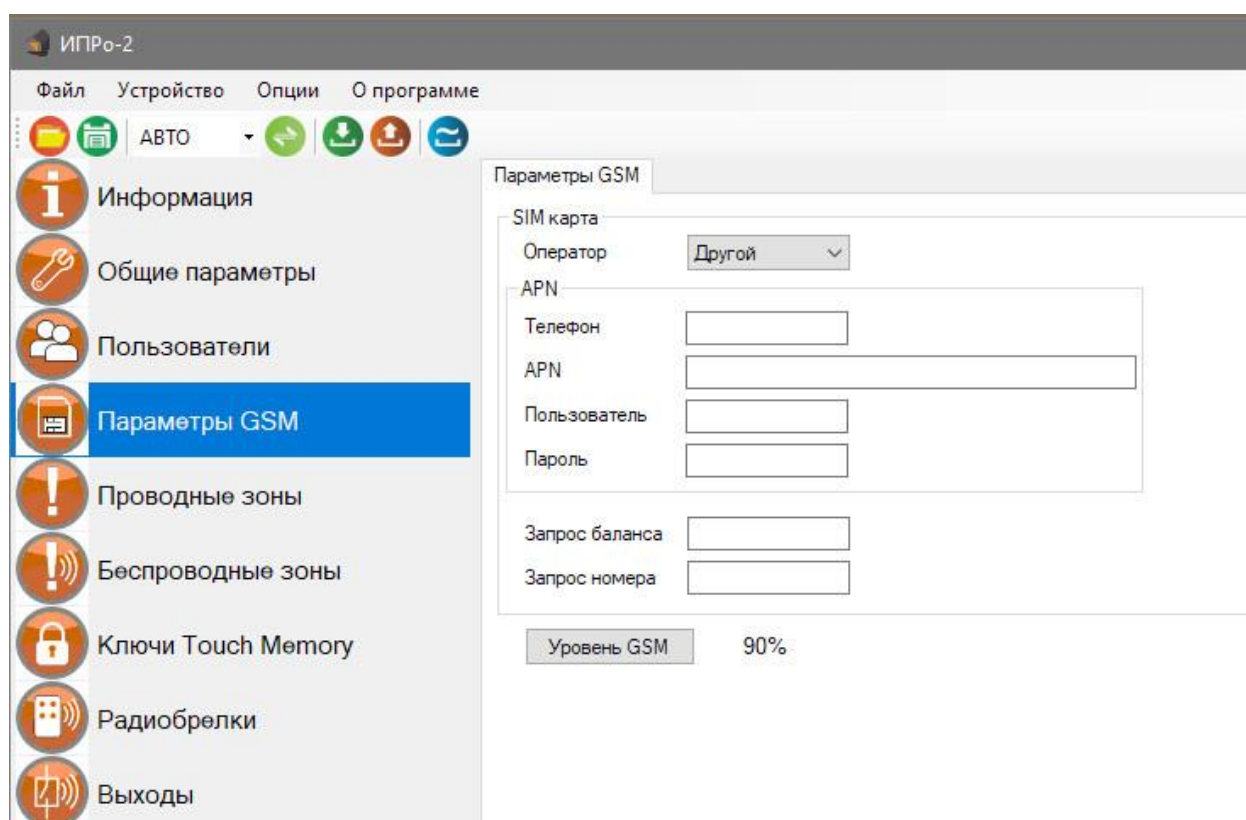 ИПРо-2
Файл Устройство Опции О программе
АВТО
Информация
Общие параметры
Пользователи
Параметры GSM
Проводные зоны
Беспроводные зоны
Ключи Touch Memory
Радиобрелки
Выходы
Параметры GSM
SIM карта
Оператор Другой
APN
Телефон
APN
Пользователь
Пароль
Запрос баланса
Запрос номера
Уровень GSM 90%